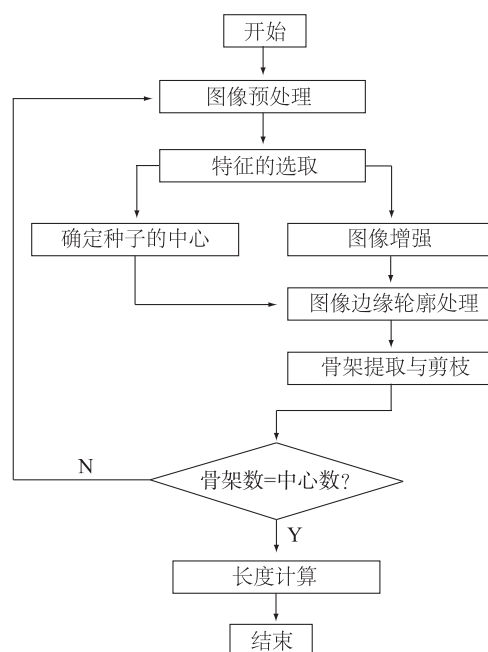 开始
图像预处理
特征的选取
确定种子的中心
图像增强
图像边缘轮廓处理
骨架提取与剪枝
N
骨架数=中心数?
Y
长度计算
结束